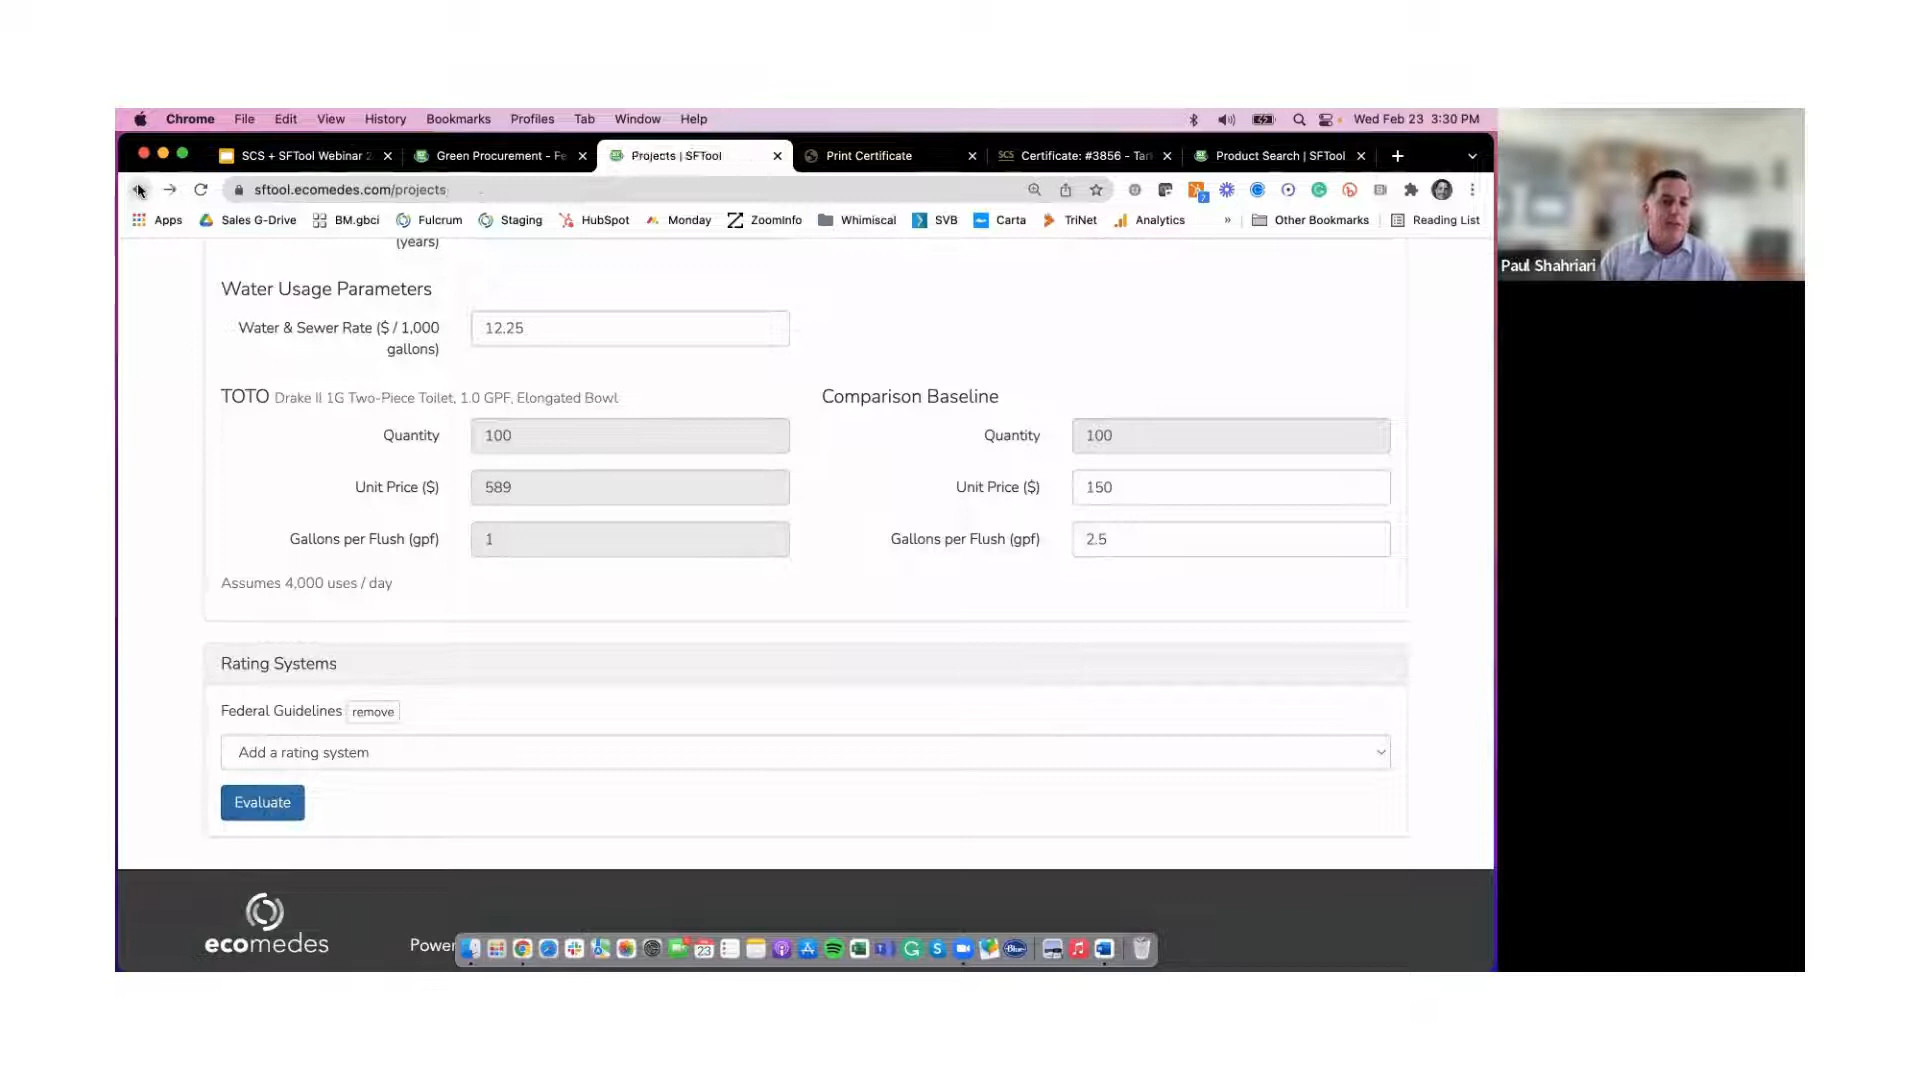 Chrome File Edit View History Bookmarks Profiles Tab Window Help Wed Feb 23 3:30 PM
SCS + SFTool Webinar 2 Green Procurement - Fe Projects | SFTool Print Certificate SCS Certificate: #3856 - Tar Product Search | SFTool
sftool.ecomedes.com/projects
Apps Sales G-Drive BM.gbci Fulcrum Staging HubSpot Monday ZoomInfo Whimiscal SVB Carta TriNet Analytics » Other Bookmarks Reading List
Paul Shahriari
(years)
Water Usage Parameters
Water & Sewer Rate ($ / 1,000 12.25
gallons)
TOTO Drake II 1G Two-Piece Toilet, 1.0 GPF, Elongated Bowl Comparison Baseline
Quantity 100 Quantity 100
Unit Price ($) 589 Unit Price ($) 150
Gallons per Flush (gpf) 1 Gallons per Flush (gpf) 2.5
Assumes 4,000 uses / day
Rating Systems
Federal Guidelines remove
Add a rating system
Evaluate
ecomedes
Power
23
Blue